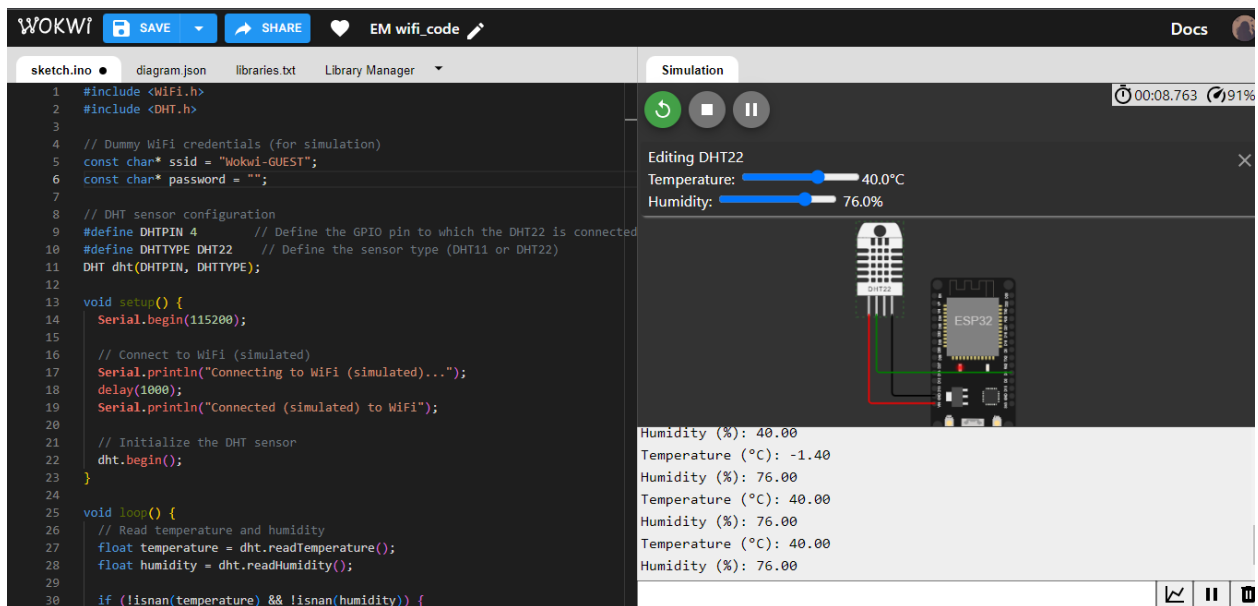 WOKWi SAVE SHARE EM wifi_code Docs
sketch.ino ● diagram.json libraries.txt Library Manager
1 #include <WiFi.h>
2 #include <DHT.h>
3
4 // Dummy WiFi credentials (for simulation)
5 const char* ssid = "Wokwi-GUEST";
6 const char* password = "";
7
8 // DHT sensor configuration
9 #define DHTPIN 4 // Define the GPIO pin to which the DHT22 is connected
10 #define DHTTYPE DHT22 // Define the sensor type (DHT11 or DHT22)
11 DHT dht(DHTPIN, DHTTYPE);
12
13 void setup() {
14 Serial.begin(115200);
15
16 // Connect to WiFi (simulated)
17 Serial.println("Connecting to WiFi (simulated)...");
18 delay(1000);
19 Serial.println("Connected (simulated) to WiFi");
20
21 // Initialize the DHT sensor
22 dht.begin();
23 }
24
25 void loop() {
26 // Read temperature and humidity
27 float temperature = dht.readTemperature();
28 float humidity = dht.readHumidity();
29
30 if (!isnan(temperature) && !isnan(humidity)) {
Simulation
00:08.763 91%
Editing DHT22
Temperature: 40.0°C
Humidity: 76.0%
DHT22
ESP32
Humidity (%): 40.00
Temperature (°C): -1.40
Humidity (%): 76.00
Temperature (°C): 40.00
Humidity (%): 76.00
Temperature (°C): 40.00
Humidity (%): 76.00